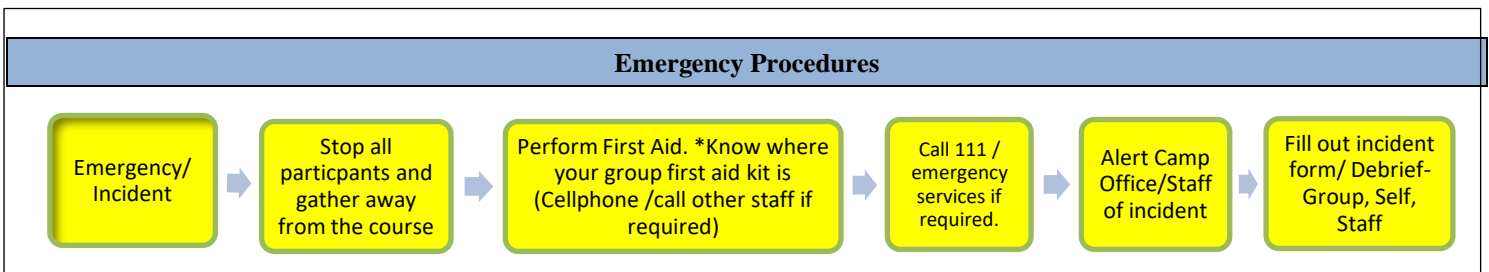 Emergency Procedures
Emergency/
Incident
Stop all
particpants and
gather away
from the course
Perform First Aid. *Know where
your group first aid kit is
(Cellphone /call other staff if
required)
Call 111 /
emergency
services if
required.
Alert Camp
Office/Staff
of incident
Fill out incident
form/ Debrief-
Group, Self,
Staff